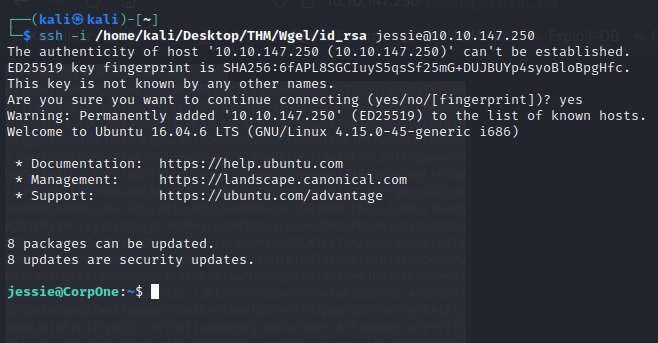 ┌──(kali㉿kali)-[~]
└─$ ssh -i /home/kali/Desktop/THM/Wgel/id_rsa jessie@10.10.147.250
The authenticity of host '10.10.147.250 (10.10.147.250)' can't be established.
ED25519 key fingerprint is SHA256:6fAPL8SGCIuyS5qsSf25mG+DUJBUYp4syoBloBpgHfc.
This key is not known by any other names.
Are you sure you want to continue connecting (yes/no/[fingerprint])? yes
Warning: Permanently added '10.10.147.250' (ED25519) to the list of known hosts.
Welcome to Ubuntu 16.04.6 LTS (GNU/Linux 4.15.0-45-generic i686)
* Documentation:  https://help.ubuntu.com
* Management:     https://landscape.canonical.com
* Support:        https://ubuntu.com/advantage
8 packages can be updated.
8 updates are security updates.
jessie@CorpOne:~$